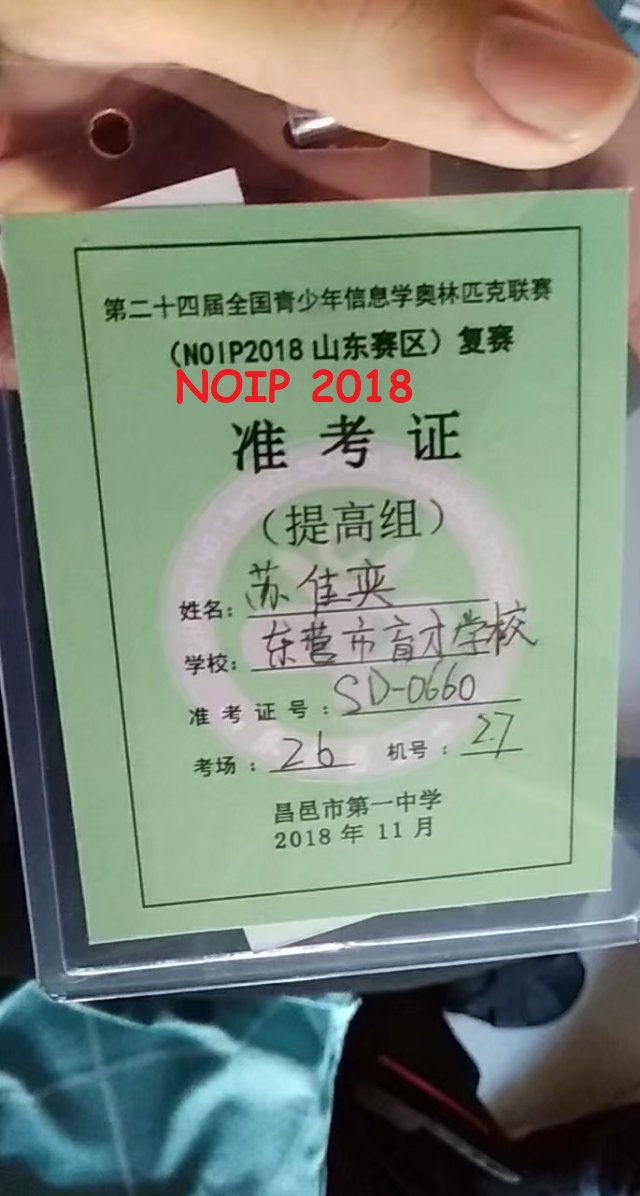 第二十四届全国青少年信息学奥林匹克联赛
（NOIP2018 山东赛区）复赛
NOIP 2018
准考证
（提高组）
姓名：苏佳奕
学校：东营市育才学校
准考证号：SD-0660
考场：26 机号：27
昌邑市第一中学
2018 年 11 月